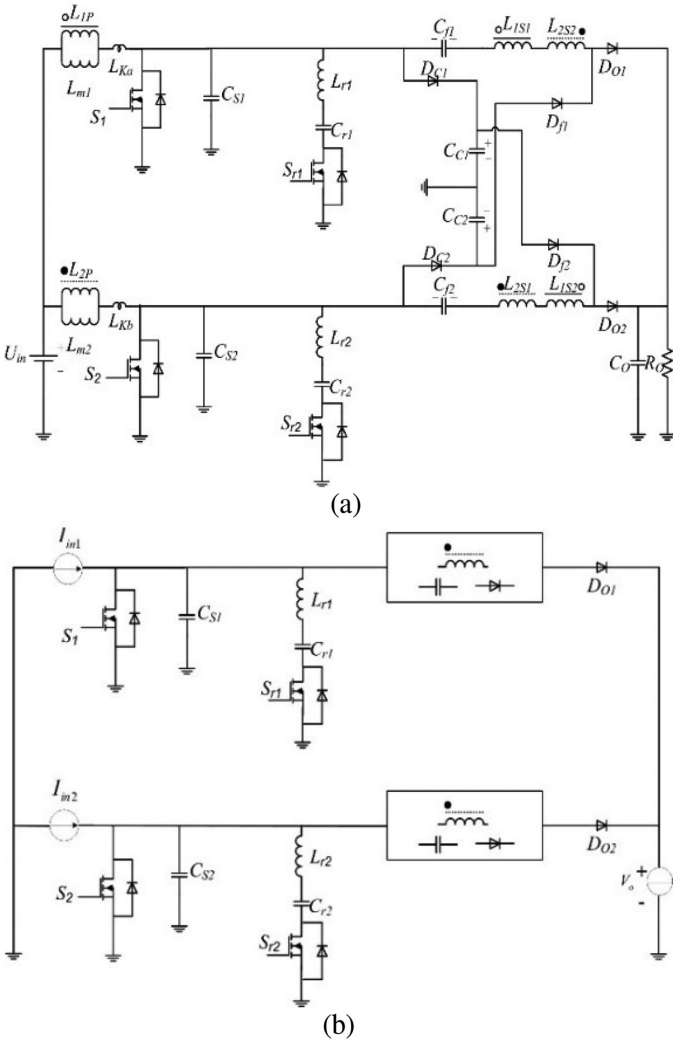 L1P
LKa
Lm1
S1
CS1
Lr1
Cr1
Sr1
Cf1
L1S1
L2S2
DO1
DC1
Df1
CC1
CC2
DC2
Df2
L2P
LKb
Uin
Lm2
S2
CS2
Lr2
Cr2
Sr2
Cf2
L2S1
L1S2
DO2
CO
RO
(a)
Iin1
S1
CS1
Lr1
Cr1
Sr1
DO1
Iin2
S2
CS2
Lr2
Cr2
Sr2
DO2
Vo
(b)